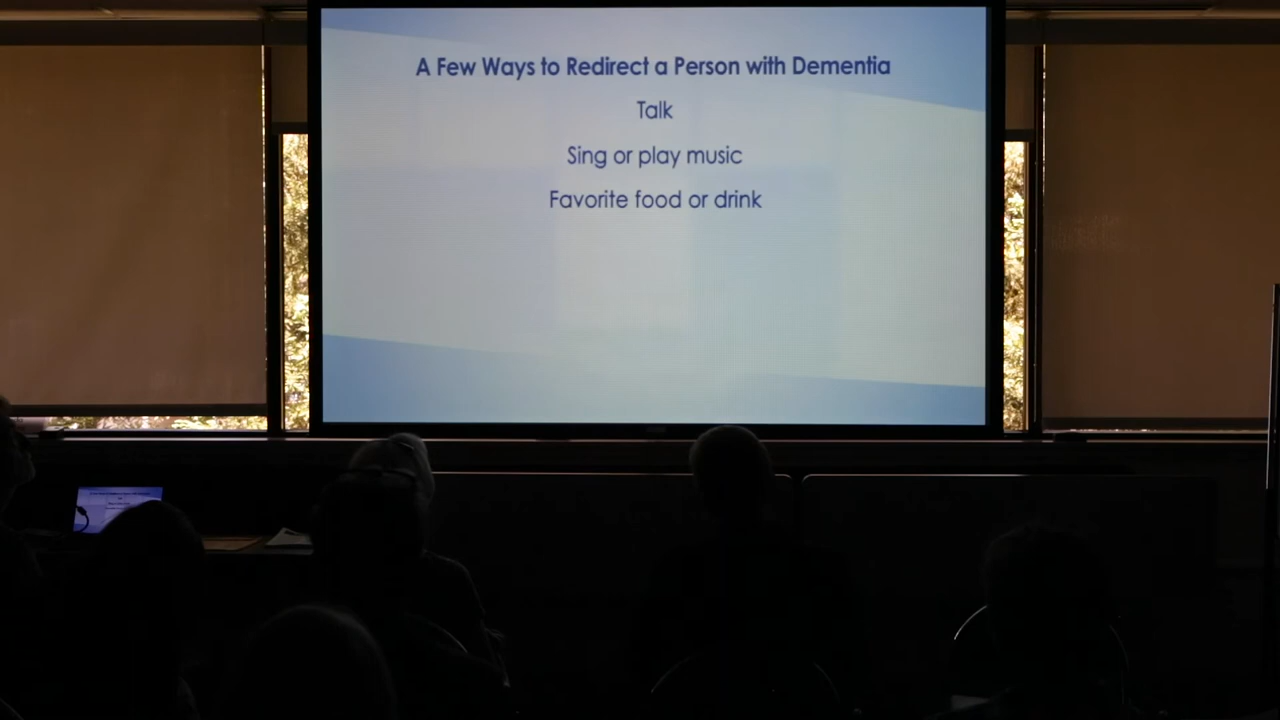 A Few Ways to Redirect a Person with Dementia
Talk
Sing or play music
Favorite food or drink